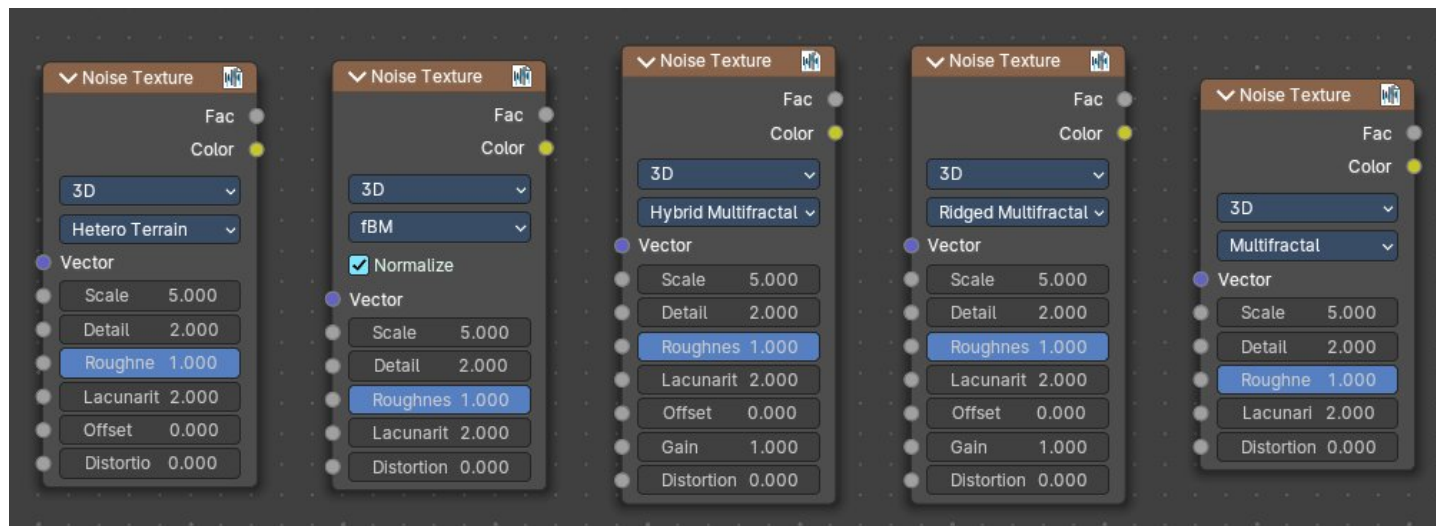 Noise Texture
Fac
Color
3D
Hetero Terrain
Vector
Scale 5.000
Detail 2.000
Roughne 1.000
Lacunarit 2.000
Offset 0.000
Distortio 0.000
Noise Texture
Fac
Color
3D
fBM
Normalize
Vector
Scale 5.000
Detail 2.000
Roughnes 1.000
Lacunarit 2.000
Distortion 0.000
Noise Texture
Fac
Color
3D
Hybrid Multifractal
Vector
Scale 5.000
Detail 2.000
Roughnes 1.000
Lacunarit 2.000
Offset 0.000
Gain 1.000
Distortion 0.000
Noise Texture
Fac
Color
3D
Ridged Multifractal
Vector
Scale 5.000
Detail 2.000
Roughnes 1.000
Lacunarit 2.000
Offset 0.000
Gain 1.000
Distortion 0.000
Noise Texture
Fac
Color
3D
Multifractal
Vector
Scale 5.000
Detail 2.000
Roughne 1.000
Lacunari 2.000
Distortion 0.000